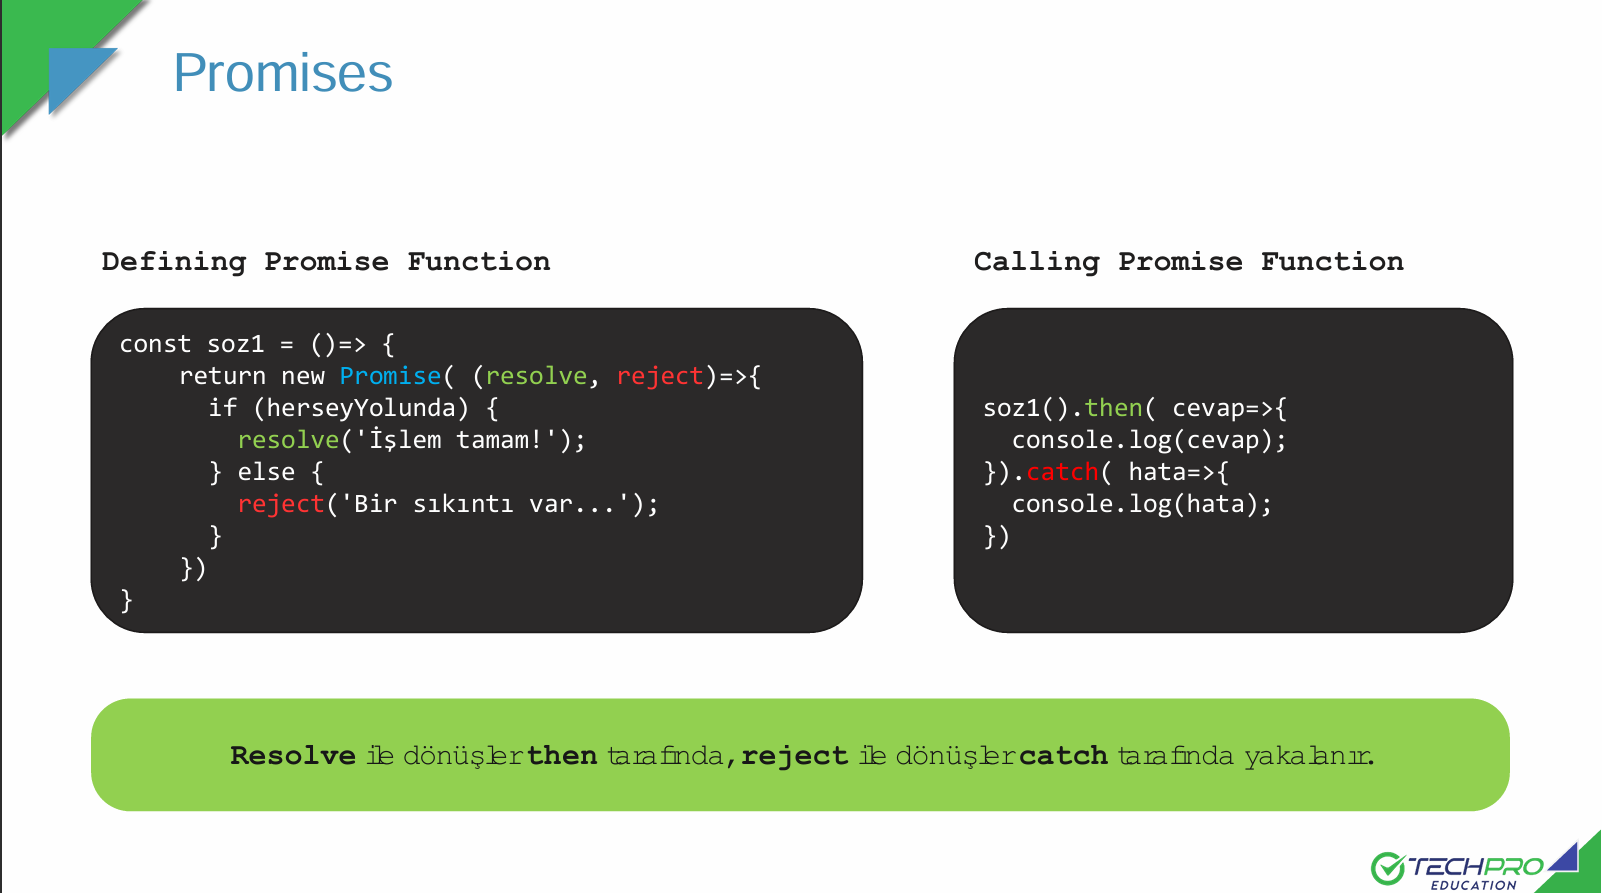 Promises
Defining Promise Function
const soz1 = ()=> {
return new Promise( (resolve, reject)=>{
if (herseyYolunda) {
resolve('İşlem tamam!');
} else {
reject('Bir sıkıntı var...');
}
})
}
Calling Promise Function
soz1().then( cevap=>{
console.log(cevap);
}).catch( hata=>{
console.log(hata);
})
Resolve ile dönüşler then tarafında, reject ile dönüşler catch tarafında yakalanır.
TECHPRO
EDUCATION